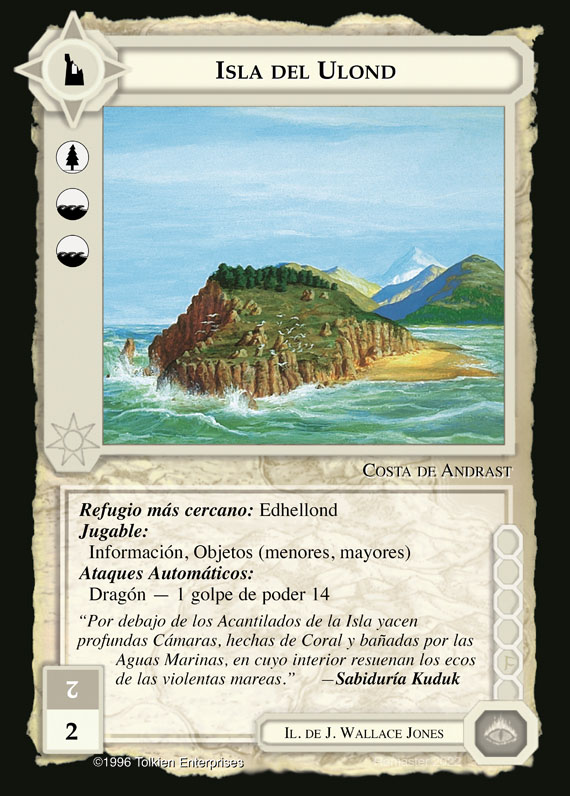 Isla del Ulond
Costa de Andrast
Refugio más cercano: Edhellond
Jugable:
Información, Objetos (menores, mayores)
Ataques Automáticos:
Dragón — 1 golpe de poder 14
“Por debajo de los Acantilados de la Isla yacen
profundas Cámaras, hechas de Coral y bañadas por las
Aguas Marinas, en cuyo interior resuenan los ecos
de las violentas mareas.” —Sabiduría Kuduk
2
2
Il. de J. Wallace Jones
©1996 Tolkien Enterprises